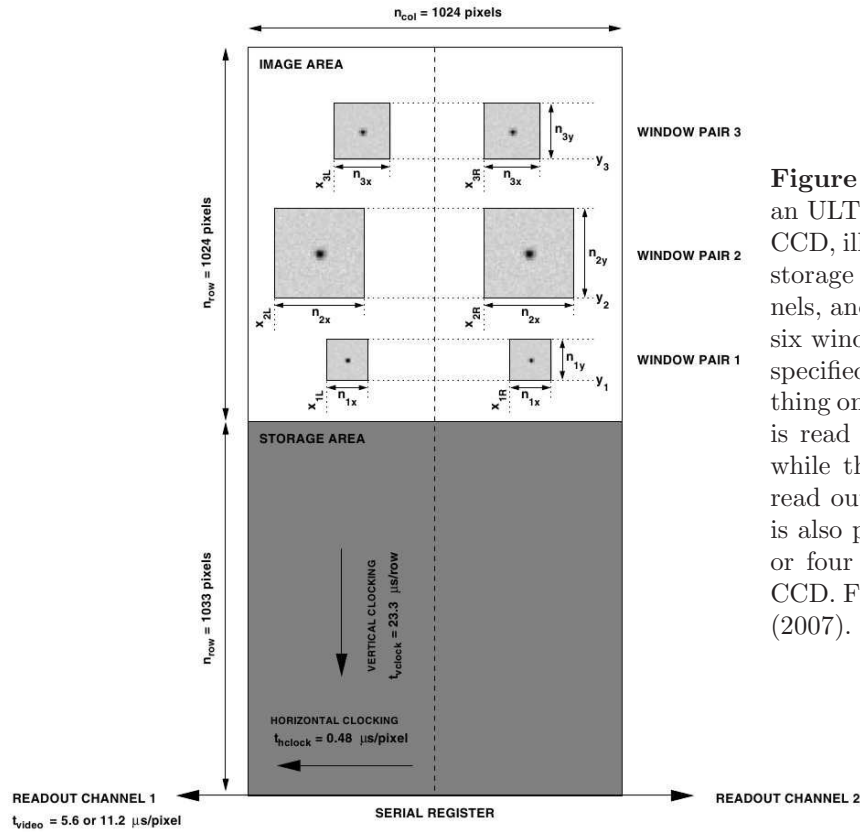 n_col = 1024 pixels
IMAGE AREA
n_row = 1024 pixels
x_3L
n_3x
x_3R
n_3x
n_3y
y_3
WINDOW PAIR 3
x_2L
n_2x
x_2R
n_2x
n_2y
y_2
WINDOW PAIR 2
x_1L
n_1x
x_1R
n_1x
n_1y
y_1
WINDOW PAIR 1
STORAGE AREA
n_row = 1033 pixels
VERTICAL CLOCKING
t_vclock = 23.3 μs/row
HORIZONTAL CLOCKING
t_hclock = 0.48 μs/pixel
READOUT CHANNEL 1
t_video = 5.6 or 11.2 μs/pixel
SERIAL REGISTER
READOUT CHANNEL 2
Figure
an ULT
CCD, ill
storage
nels, and
six wind
specified
thing on
is read
while th
read ou
is also p
or four
CCD. F
(2007).